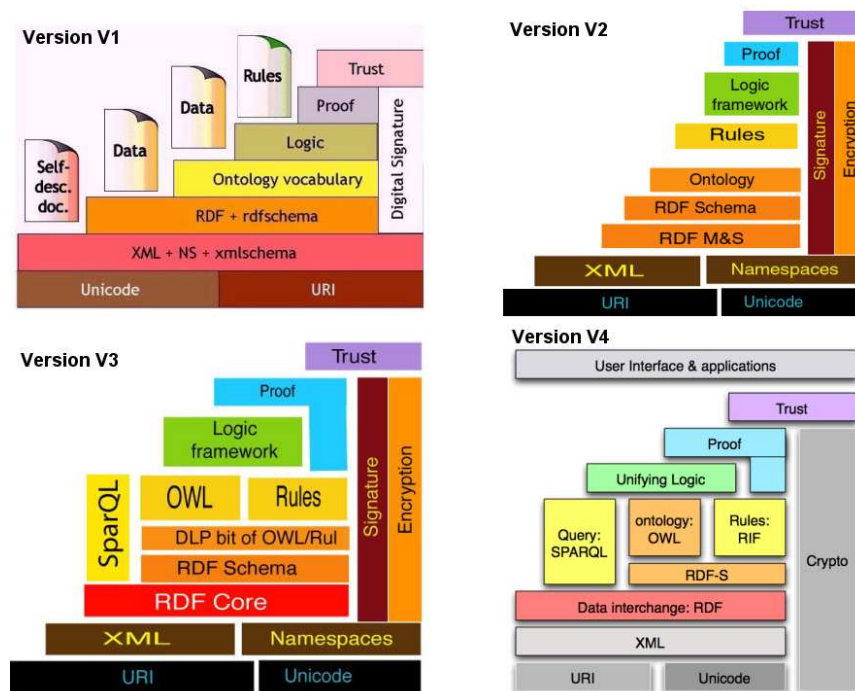 Version V1
Trust
Rules
Proof
Data
Logic
Data
Ontology vocabulary
Self-
desc.
doc.
RDF + rdfschema
Digital Signature
XML + NS + xmlschema
Unicode
URI
Version V2
Trust
Proof
Logic
framework
Rules
Ontology
RDF Schema
RDF M&S
Signature
Encryption
XML
Namespaces
URI
Unicode
Version V3
Trust
Proof
Logic
framework
SparQL
OWL
Rules
DLP bit of OWL/Rul
RDF Schema
RDF Core
Signature
Encryption
XML
Namespaces
URI
Unicode
Version V4
User Interface & applications
Trust
Proof
Unifying Logic
Query:
SPARQL
ontology:
OWL
Rules:
RIF
RDF-S
Crypto
Data interchange: RDF
XML
URI
Unicode